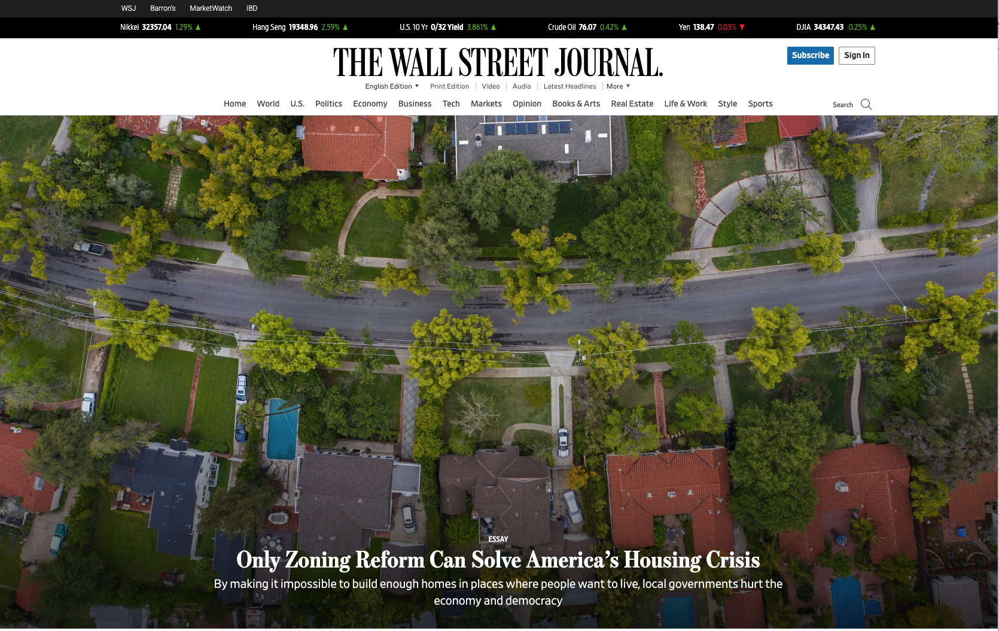 WSJ Barron's MarketWatch IBD
Nikkei 32357.04 1.29% ▲ Hang Seng 19348.96 2.59% ▲ U.S. 10 Yr 0/32 Yield 3.861% ▲ Crude Oil 76.07 0.42% ▲ Yen 138.47 0.03% ▼ DJIA 34347.43 0.25% ▲
THE WALL STREET JOURNAL.
Subscribe Sign In
English Edition ▼ Print Edition Video Audio Latest Headlines More ▼
Home World U.S. Politics Economy Business Tech Markets Opinion Books & Arts Real Estate Life & Work Style Sports Search
ESSAY
Only Zoning Reform Can Solve America’s Housing Crisis
By making it impossible to build enough homes in places where people want to live, local governments hurt the
economy and democracy